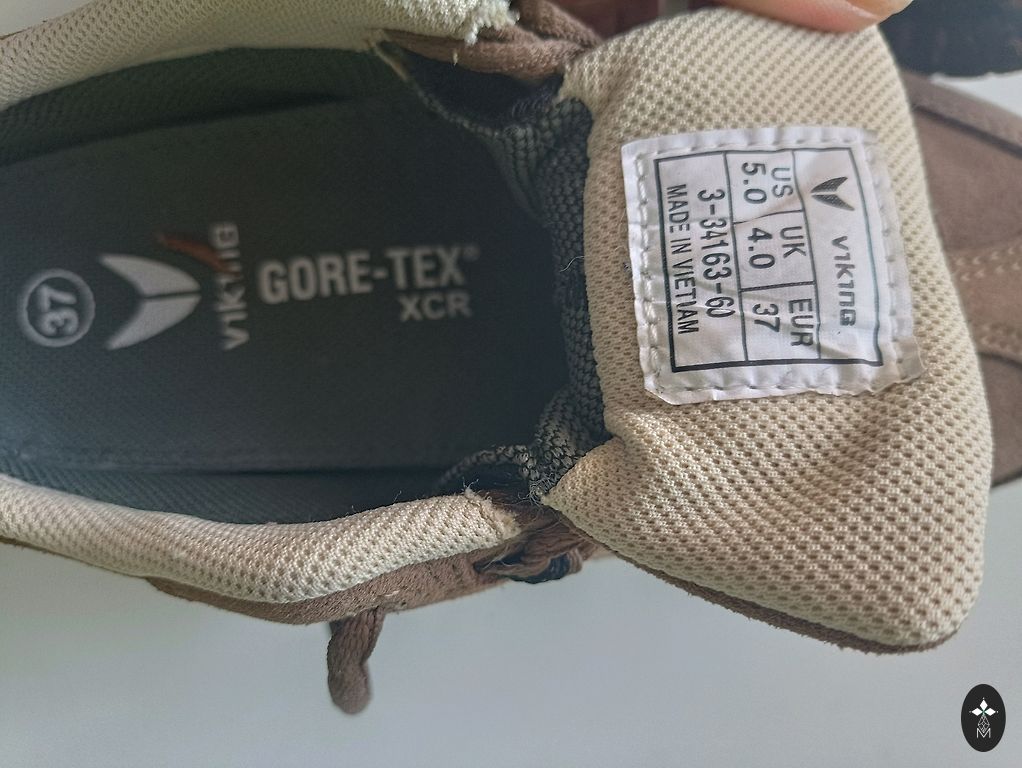 VIKING
US UK EUR
5.0 4.0 37
3-34163-60
MADE IN VIETNAM
GORE-TEX®
XCR
VIKING
37
M